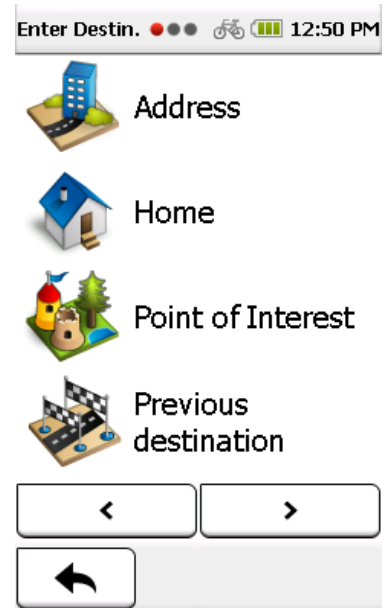 Enter Destin. 12:50 PM
Address
Home
Point of Interest
Previous
destination